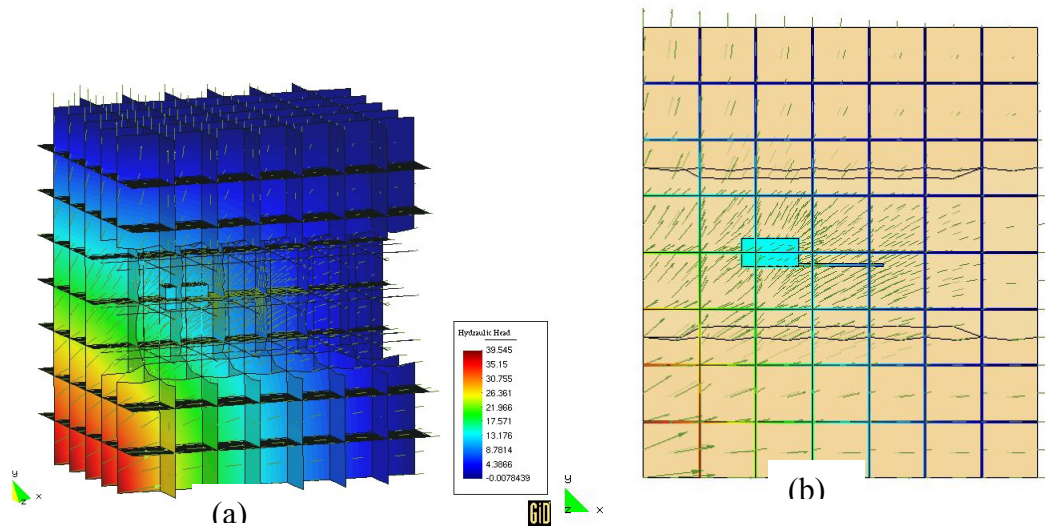 Hydraulic Head
39.545
35.15
30.755
26.361
21.966
17.571
13.176
8.7814
4.3866
-0.0078439
y
z x
(a)
GiD
y
z x
(b)